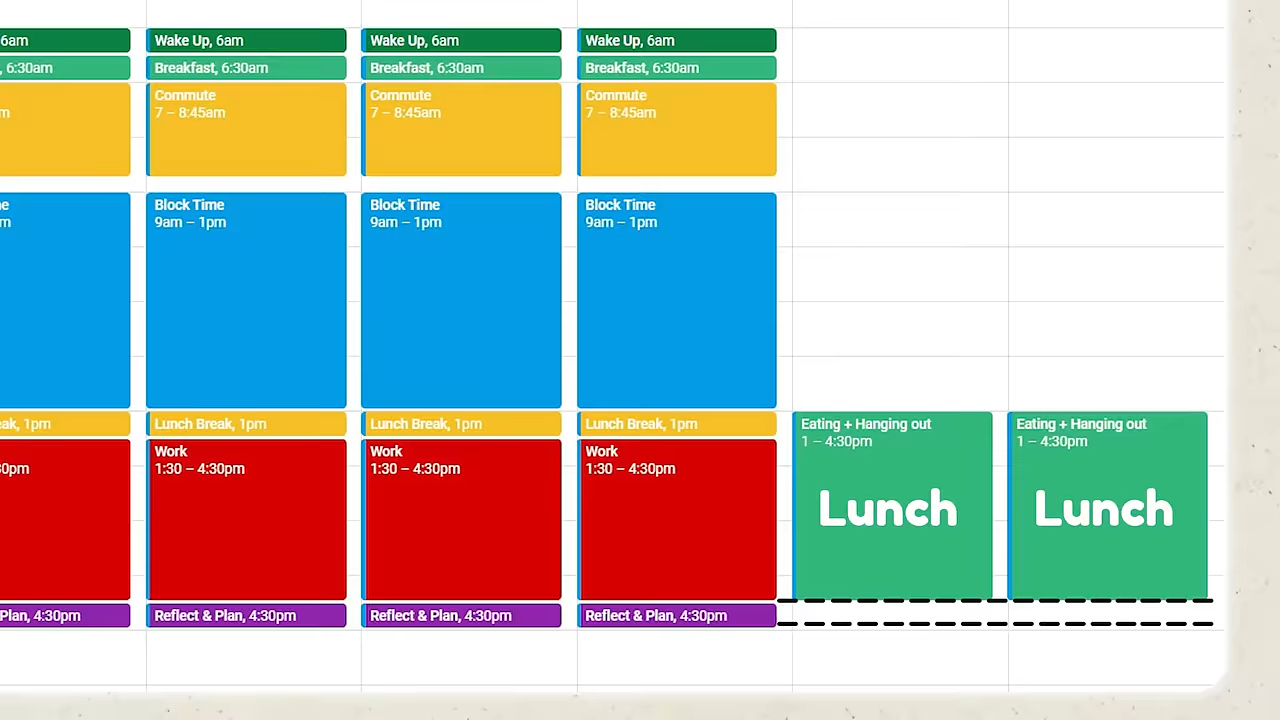 6am
Wake Up, 6am
Wake Up, 6am
Wake Up, 6am
, 6:30am
Breakfast, 6:30am
Breakfast, 6:30am
Breakfast, 6:30am
m
Commute
7 – 8:45am
Commute
7 – 8:45am
Commute
7 – 8:45am
ne
m
Block Time
9am – 1pm
Block Time
9am – 1pm
Block Time
9am – 1pm
eak, 1pm
Lunch Break, 1pm
Lunch Break, 1pm
Lunch Break, 1pm
Eating + Hanging out
1 – 4:30pm
Lunch
Eating + Hanging out
1 – 4:30pm
Lunch
30pm
Work
1:30 – 4:30pm
Work
1:30 – 4:30pm
Work
1:30 – 4:30pm
Plan, 4:30pm
Reflect & Plan, 4:30pm
Reflect & Plan, 4:30pm
Reflect & Plan, 4:30pm